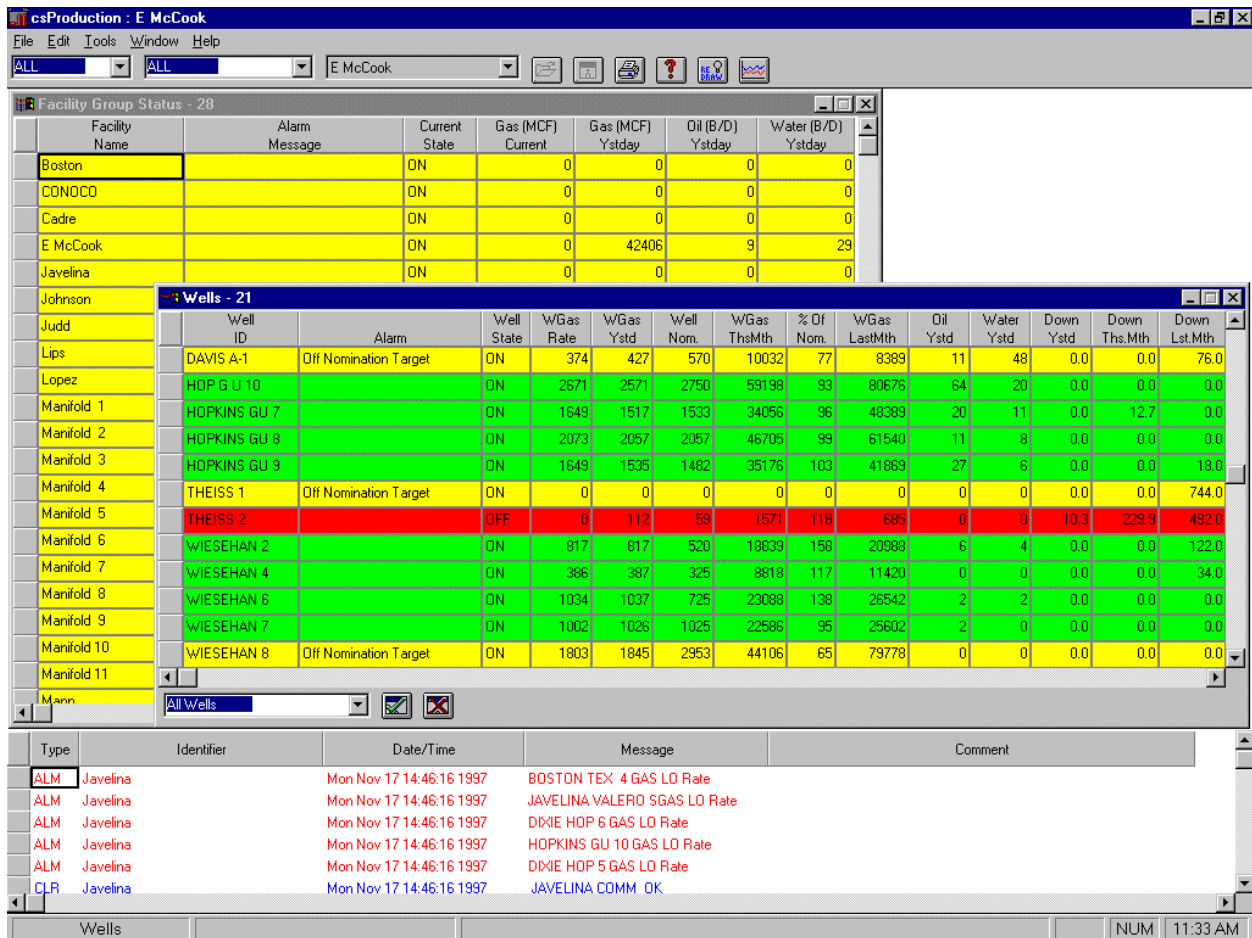 csProduction : E McCook
File Edit Tools Window Help
ALL ALL E McCook RE DRAW
Facility Group Status - 28
Facility Name Alarm Message Current State Gas (MCF) Current Gas (MCF) Ystday Oil (B/D) Ystday Water (B/D) Ystday
Boston ON 0 0 0 0
CONOCO ON 0 0 0 0
Cadre ON 0 0 0 0
E McCook ON 0 42406 9 29
Javelina ON 0 0 0 0
Johnson
Judd
Lips
Lopez
Manifold 1
Manifold 2
Manifold 3
Manifold 4
Manifold 5
Manifold 6
Manifold 7
Manifold 8
Manifold 9
Manifold 10
Manifold 11
Mann
Wells - 21
Well ID Alarm Well State WGas Rate WGas Ystd Well Nom. WGas ThsMth % Of Nom. WGas LastMth Oil Ystd Water Ystd Down Ystd Down Ths.Mth Down Lst.Mth
DAVIS A-1 Off Nomination Target ON 374 427 570 10032 77 8389 11 48 0.0 0.0 76.0
HOP G U 10 ON 2671 2571 2750 59198 93 80676 64 20 0.0 0.0 0.0
HOPKINS GU 7 ON 1649 1517 1533 34056 96 48389 20 11 0.0 12.7 0.0
HOPKINS GU 8 ON 2073 2057 2057 46705 99 61540 11 8 0.0 0.0 0.0
HOPKINS GU 9 ON 1649 1535 1482 35176 103 41869 27 6 0.0 0.0 18.0
THEISS 1 Off Nomination Target ON 0 0 0 0 0 0 0 0 0.0 0.0 744.0
THEISS 2 OFF 0 112 59 1571 118 685 0 0 10.3 229.9 492.0
WIESEHAN 2 ON 817 817 520 18839 158 20988 6 4 0.0 0.0 122.0
WIESEHAN 4 ON 386 387 325 8818 117 11420 0 0 0.0 0.0 34.0
WIESEHAN 6 ON 1034 1037 725 23088 138 26542 2 2 0.0 0.0 0.0
WIESEHAN 7 ON 1002 1026 1025 22586 95 25602 2 0 0.0 0.0 0.0
WIESEHAN 8 Off Nomination Target ON 1803 1845 2953 44106 65 79778 0 0 0.0 0.0 0.0
All Wells
Type Identifier Date/Time Message Comment
ALM Javelina Mon Nov 17 14:46:16 1997 BOSTON TEX 4 GAS LO Rate
ALM Javelina Mon Nov 17 14:46:16 1997 JAVELINA VALERO SGAS LO Rate
ALM Javelina Mon Nov 17 14:46:16 1997 DIXIE HOP 6 GAS LO Rate
ALM Javelina Mon Nov 17 14:46:16 1997 HOPKINS GU 10 GAS LO Rate
ALM Javelina Mon Nov 17 14:46:16 1997 DIXIE HOP 5 GAS LO Rate
CLR Javelina Mon Nov 17 14:46:16 1997 JAVELINA COMM OK
Wells NUM 11:33 AM